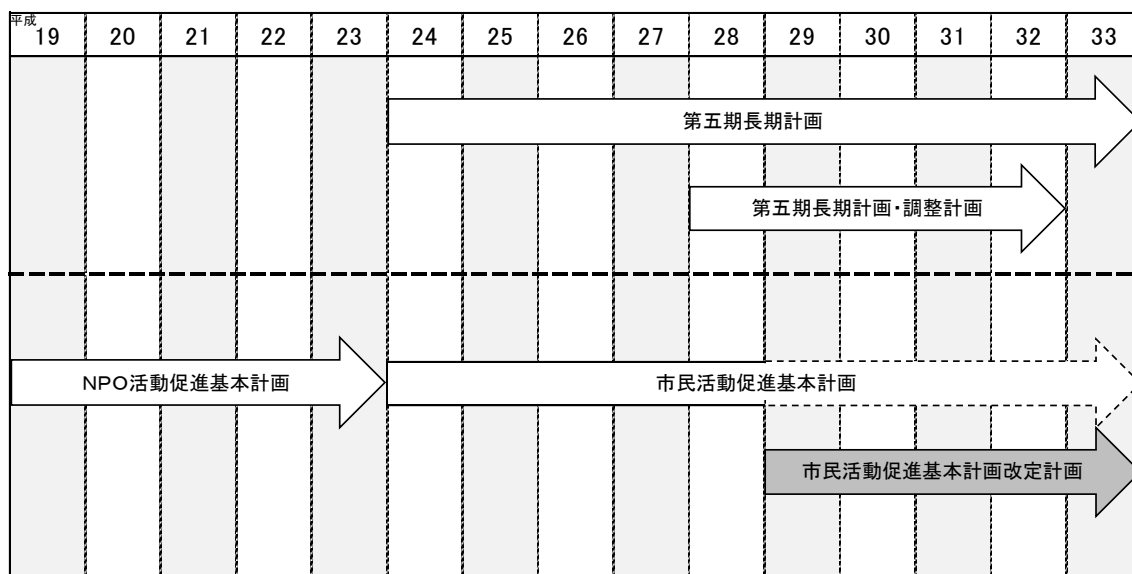 平成
19 20 21 22 23 24 25 26 27 28 29 30 31 32 33
第五期長期計画
第五期長期計画・調整計画
NPO活動促進基本計画 市民活動促進基本計画
市民活動促進基本計画改定計画